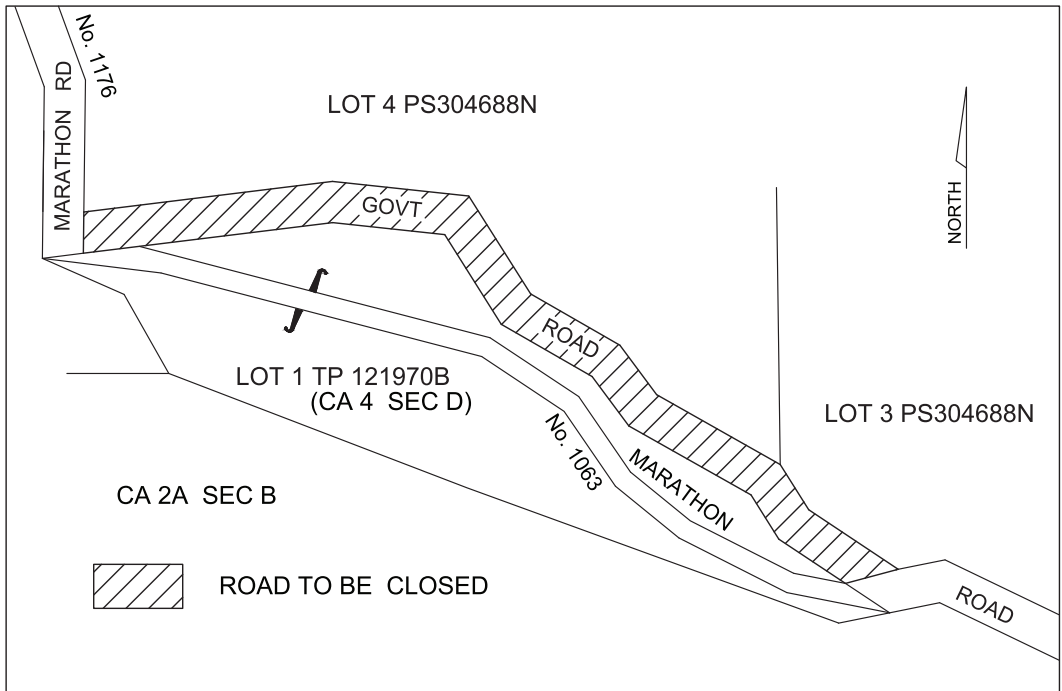 No. 1176
MARATHON RD
LOT 4 PS304688N
GOVT
NORTH
ROAD
LOT 1 TP 121970B
(CA 4 SEC D)
LOT 3 PS304688N
No. 1063
MARATHON
CA 2A SEC B
ROAD TO BE CLOSED
ROAD